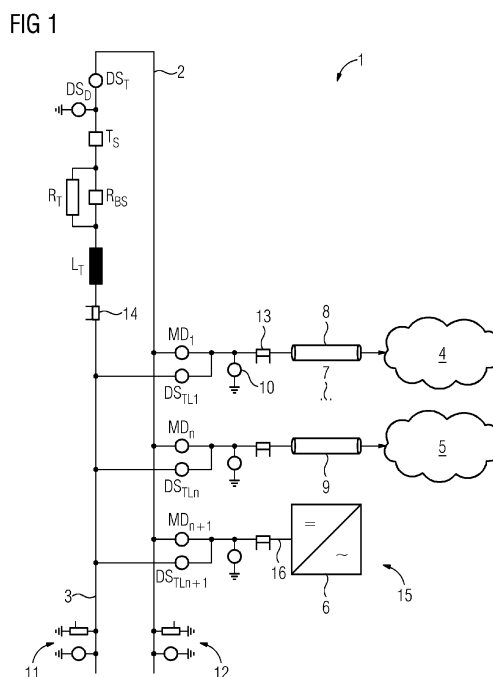 FIG 1
2
1
DS_T
DS_D
T_S
R_T
R_BS
L_T
14
MD_1
13
8
4
DS_TL1
10
7
...
MD_n
5
DS_TLn
9
MD_n+1
=
~
DS_TLn+1
16
6
15
3
11
12